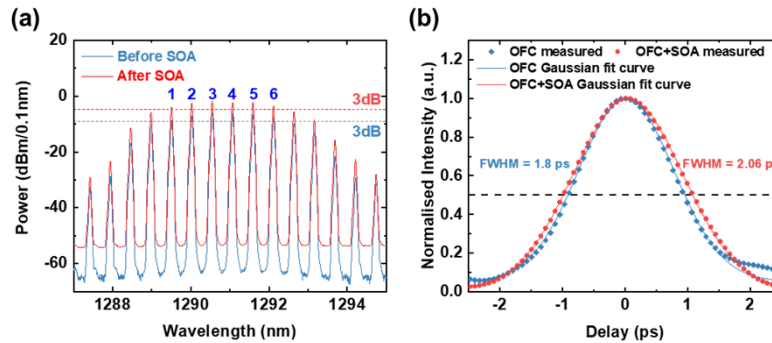 (a)
Before SOA
After SOA
1 2 3 4 5 6
3dB
3dB
Power (dBm/0.1nm)
0
-20
-40
-60
1288 1290 1292 1294
Wavelength (nm)
(b)
OFC measured OFC+SOA measured
OFC Gaussian fit curve
OFC+SOA Gaussian fit curve
FWHM = 1.8 ps FWHM = 2.06 p
Normalised Intensity (a.u.)
1.2
1.0
0.8
0.6
0.4
0.2
0.0
-2 -1 0 1 2
Delay (ps)